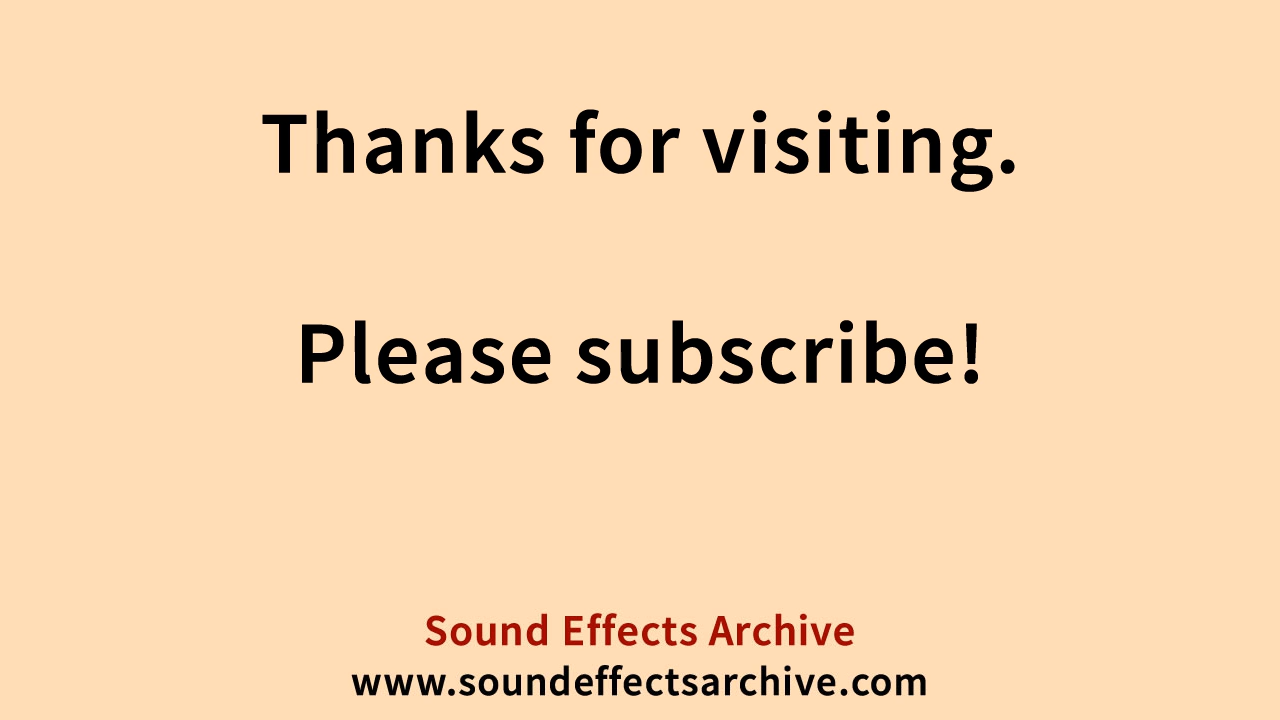 Thanks for visiting.
Please subscribe!
Sound Effects Archive
www.soundeffectsarchive.com